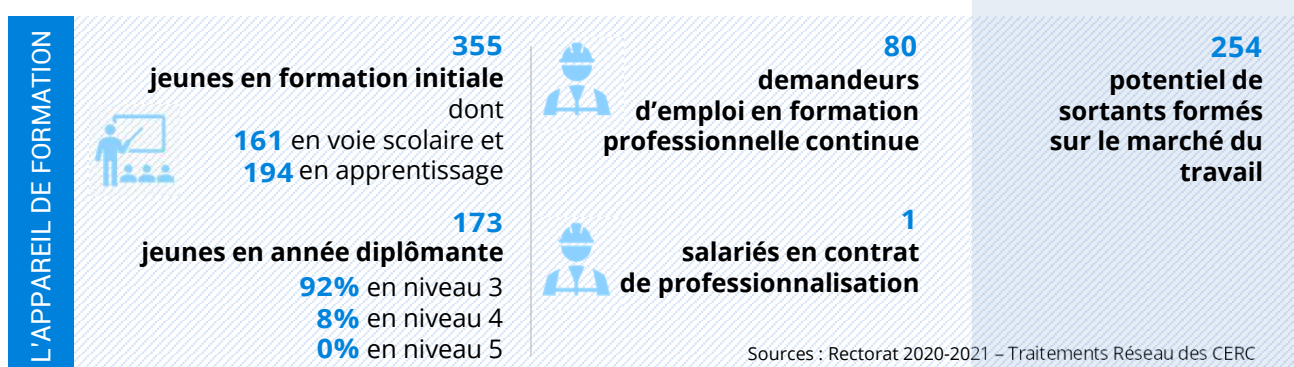 L'APPAREIL DE FORMATION
355
jeunes en formation initiale
dont
161 en voie scolaire et
194 en apprentissage
173
jeunes en année diplômante
92% en niveau 3
8% en niveau 4
0% en niveau 5
80
demandeurs
d’emploi en formation
professionnelle continue
1
salariés en contrat
de professionnalisation
254
potentiel de
sortants formés
sur le marché du
travail
Sources : Rectorat 2020-2021 – Traitements Réseau des CERC